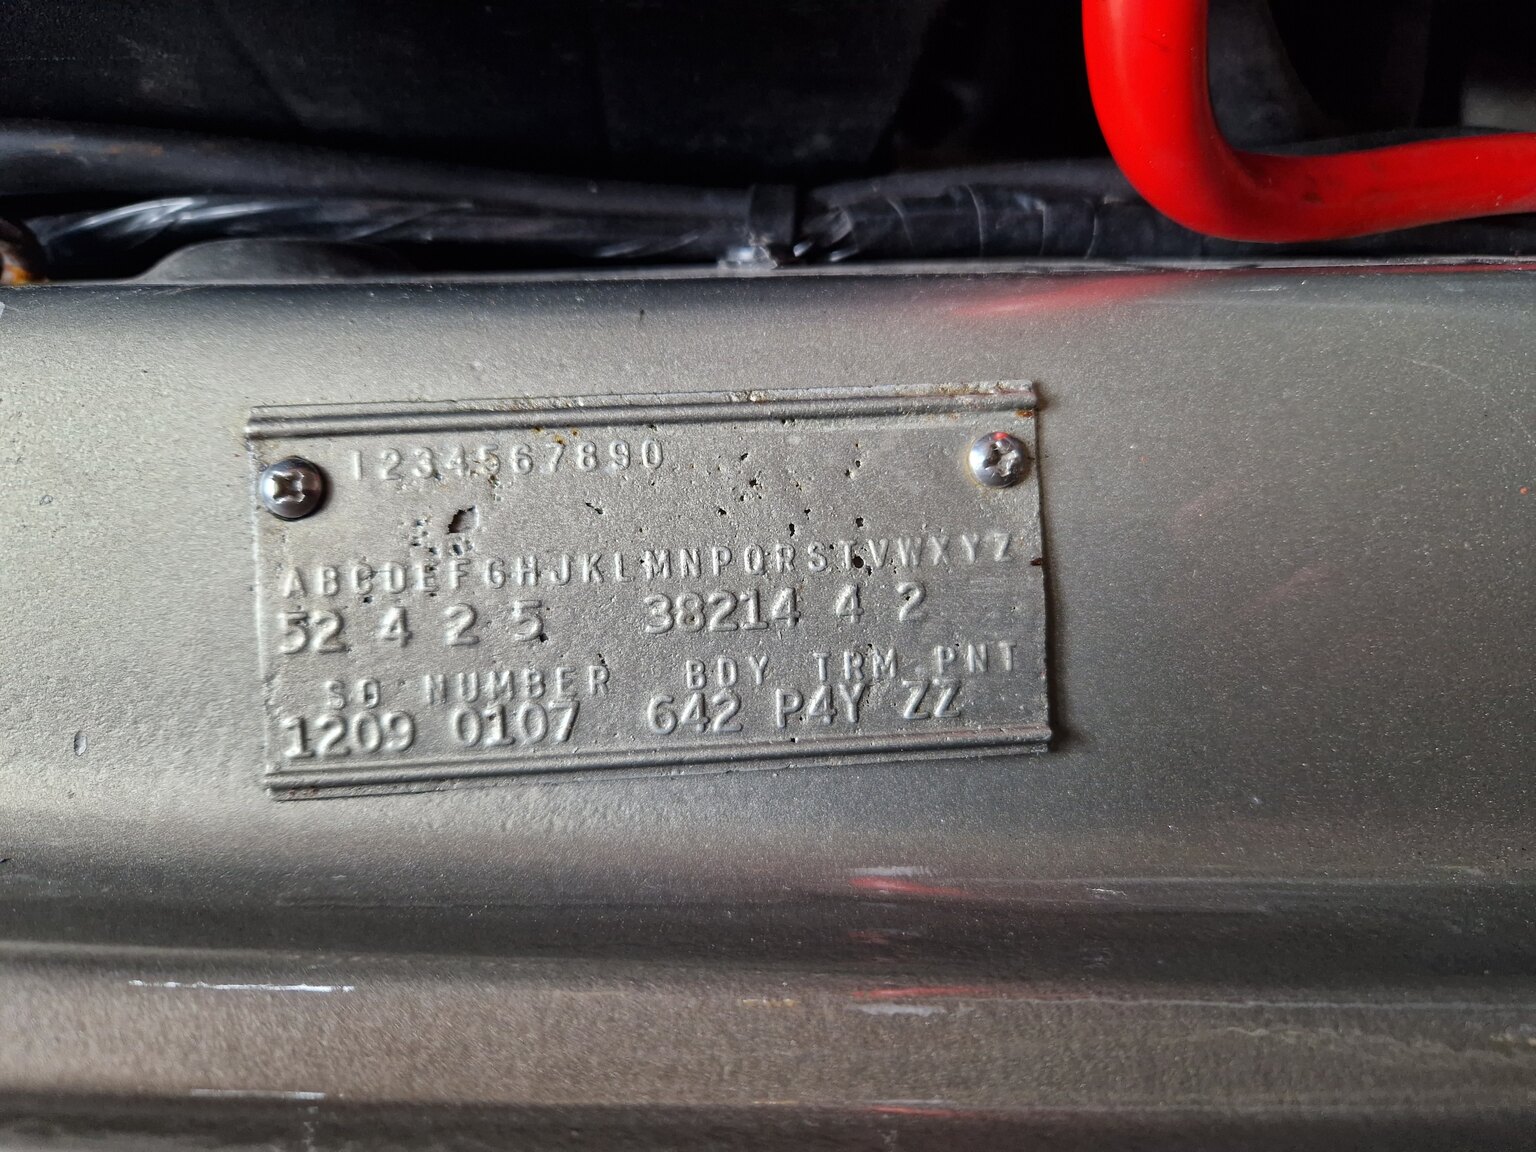 1234567890
ABCDEFGHJKLMNPQRSTVWXYZ
52 4 2 5 38214 4 2
SO NUMBER BDY TRM PNT
1209 0107 642 P4Y ZZ